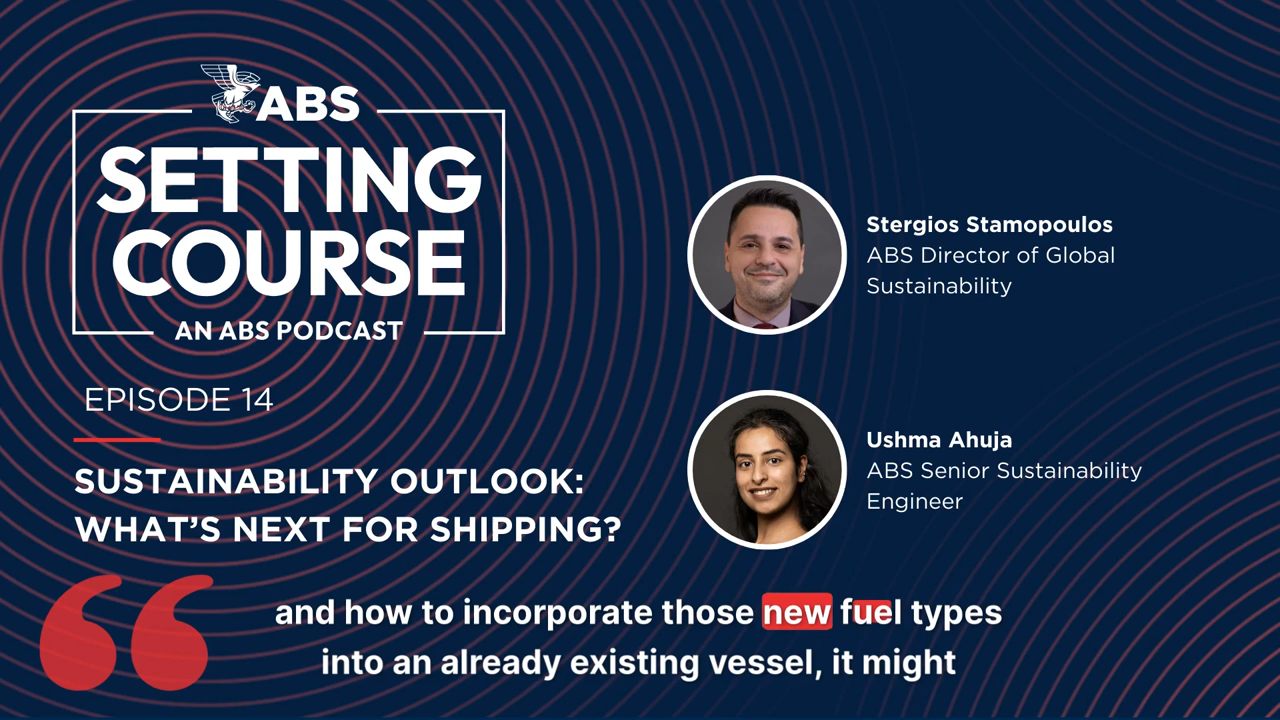 ABS
SETTING
COURSE
AN ABS PODCAST
EPISODE 14
SUSTAINABILITY OUTLOOK:
WHAT'S NEXT FOR SHIPPING?
Stergios Stamopoulos
ABS Director of Global
Sustainability
Ushma Ahuja
ABS Senior Sustainability
Engineer
and how to incorporate those new fuel types
into an already existing vessel, it might